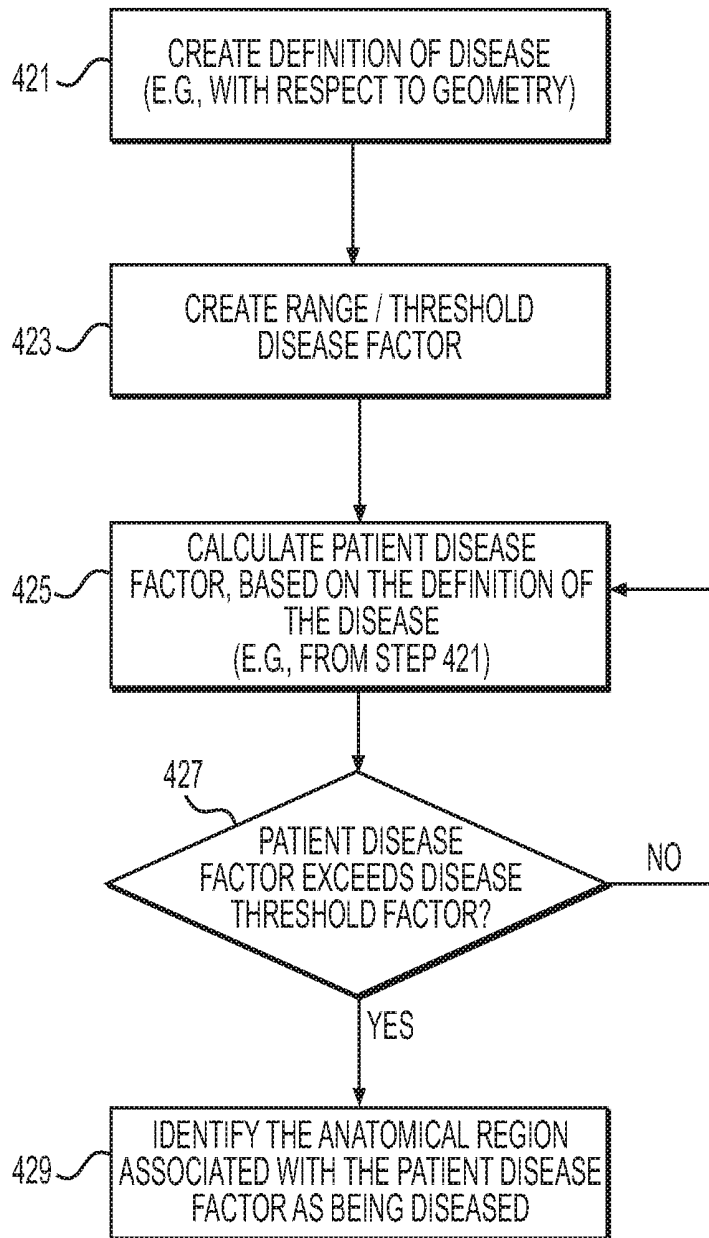 421
CREATE DEFINITION OF DISEASE
(E.G., WITH RESPECT TO GEOMETRY)
423
CREATE RANGE / THRESHOLD
DISEASE FACTOR
425
CALCULATE PATIENT DISEASE
FACTOR, BASED ON THE DEFINITION OF
THE DISEASE
(E.G., FROM STEP 421)
427
PATIENT DISEASE
FACTOR EXCEEDS DISEASE
THRESHOLD FACTOR?
NO
YES
429
IDENTIFY THE ANATOMICAL REGION
ASSOCIATED WITH THE PATIENT DISEASE
FACTOR AS BEING DISEASED